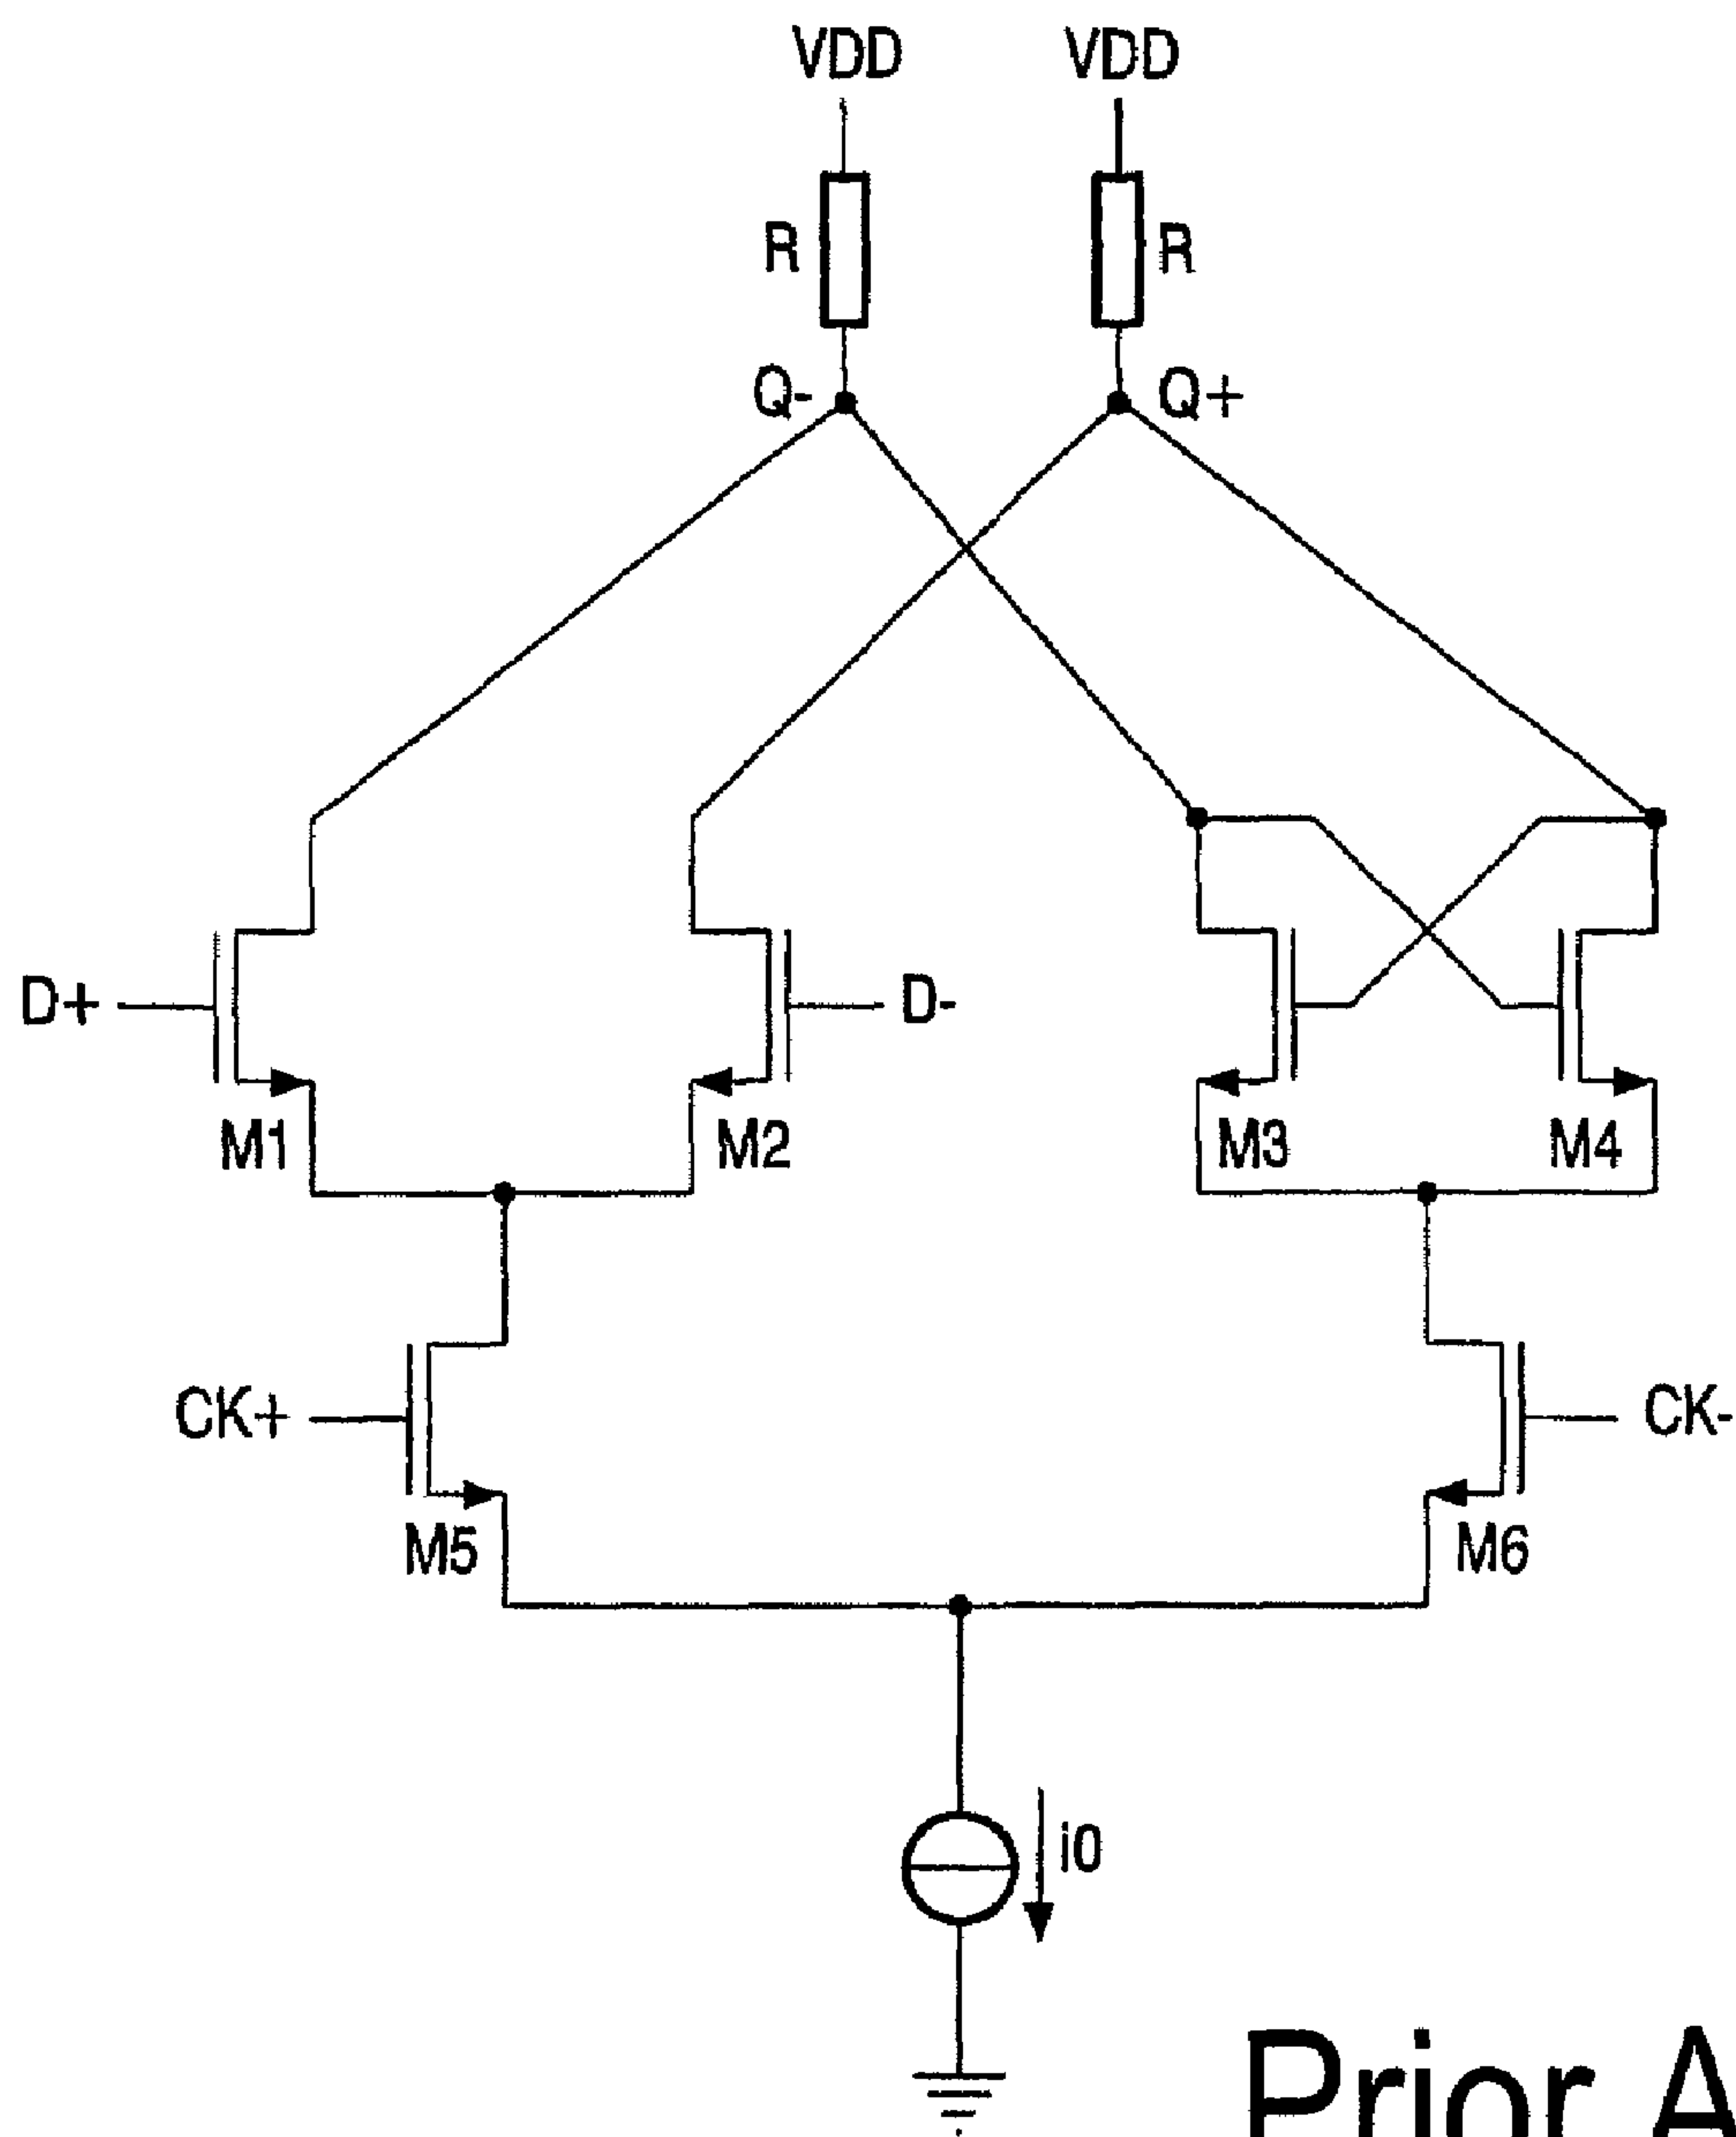 VDD VDD
R R
Q- Q+
D+ D-
M1 M2 M3 M4
CK+ CK-
M5 M6
i0
Prior A